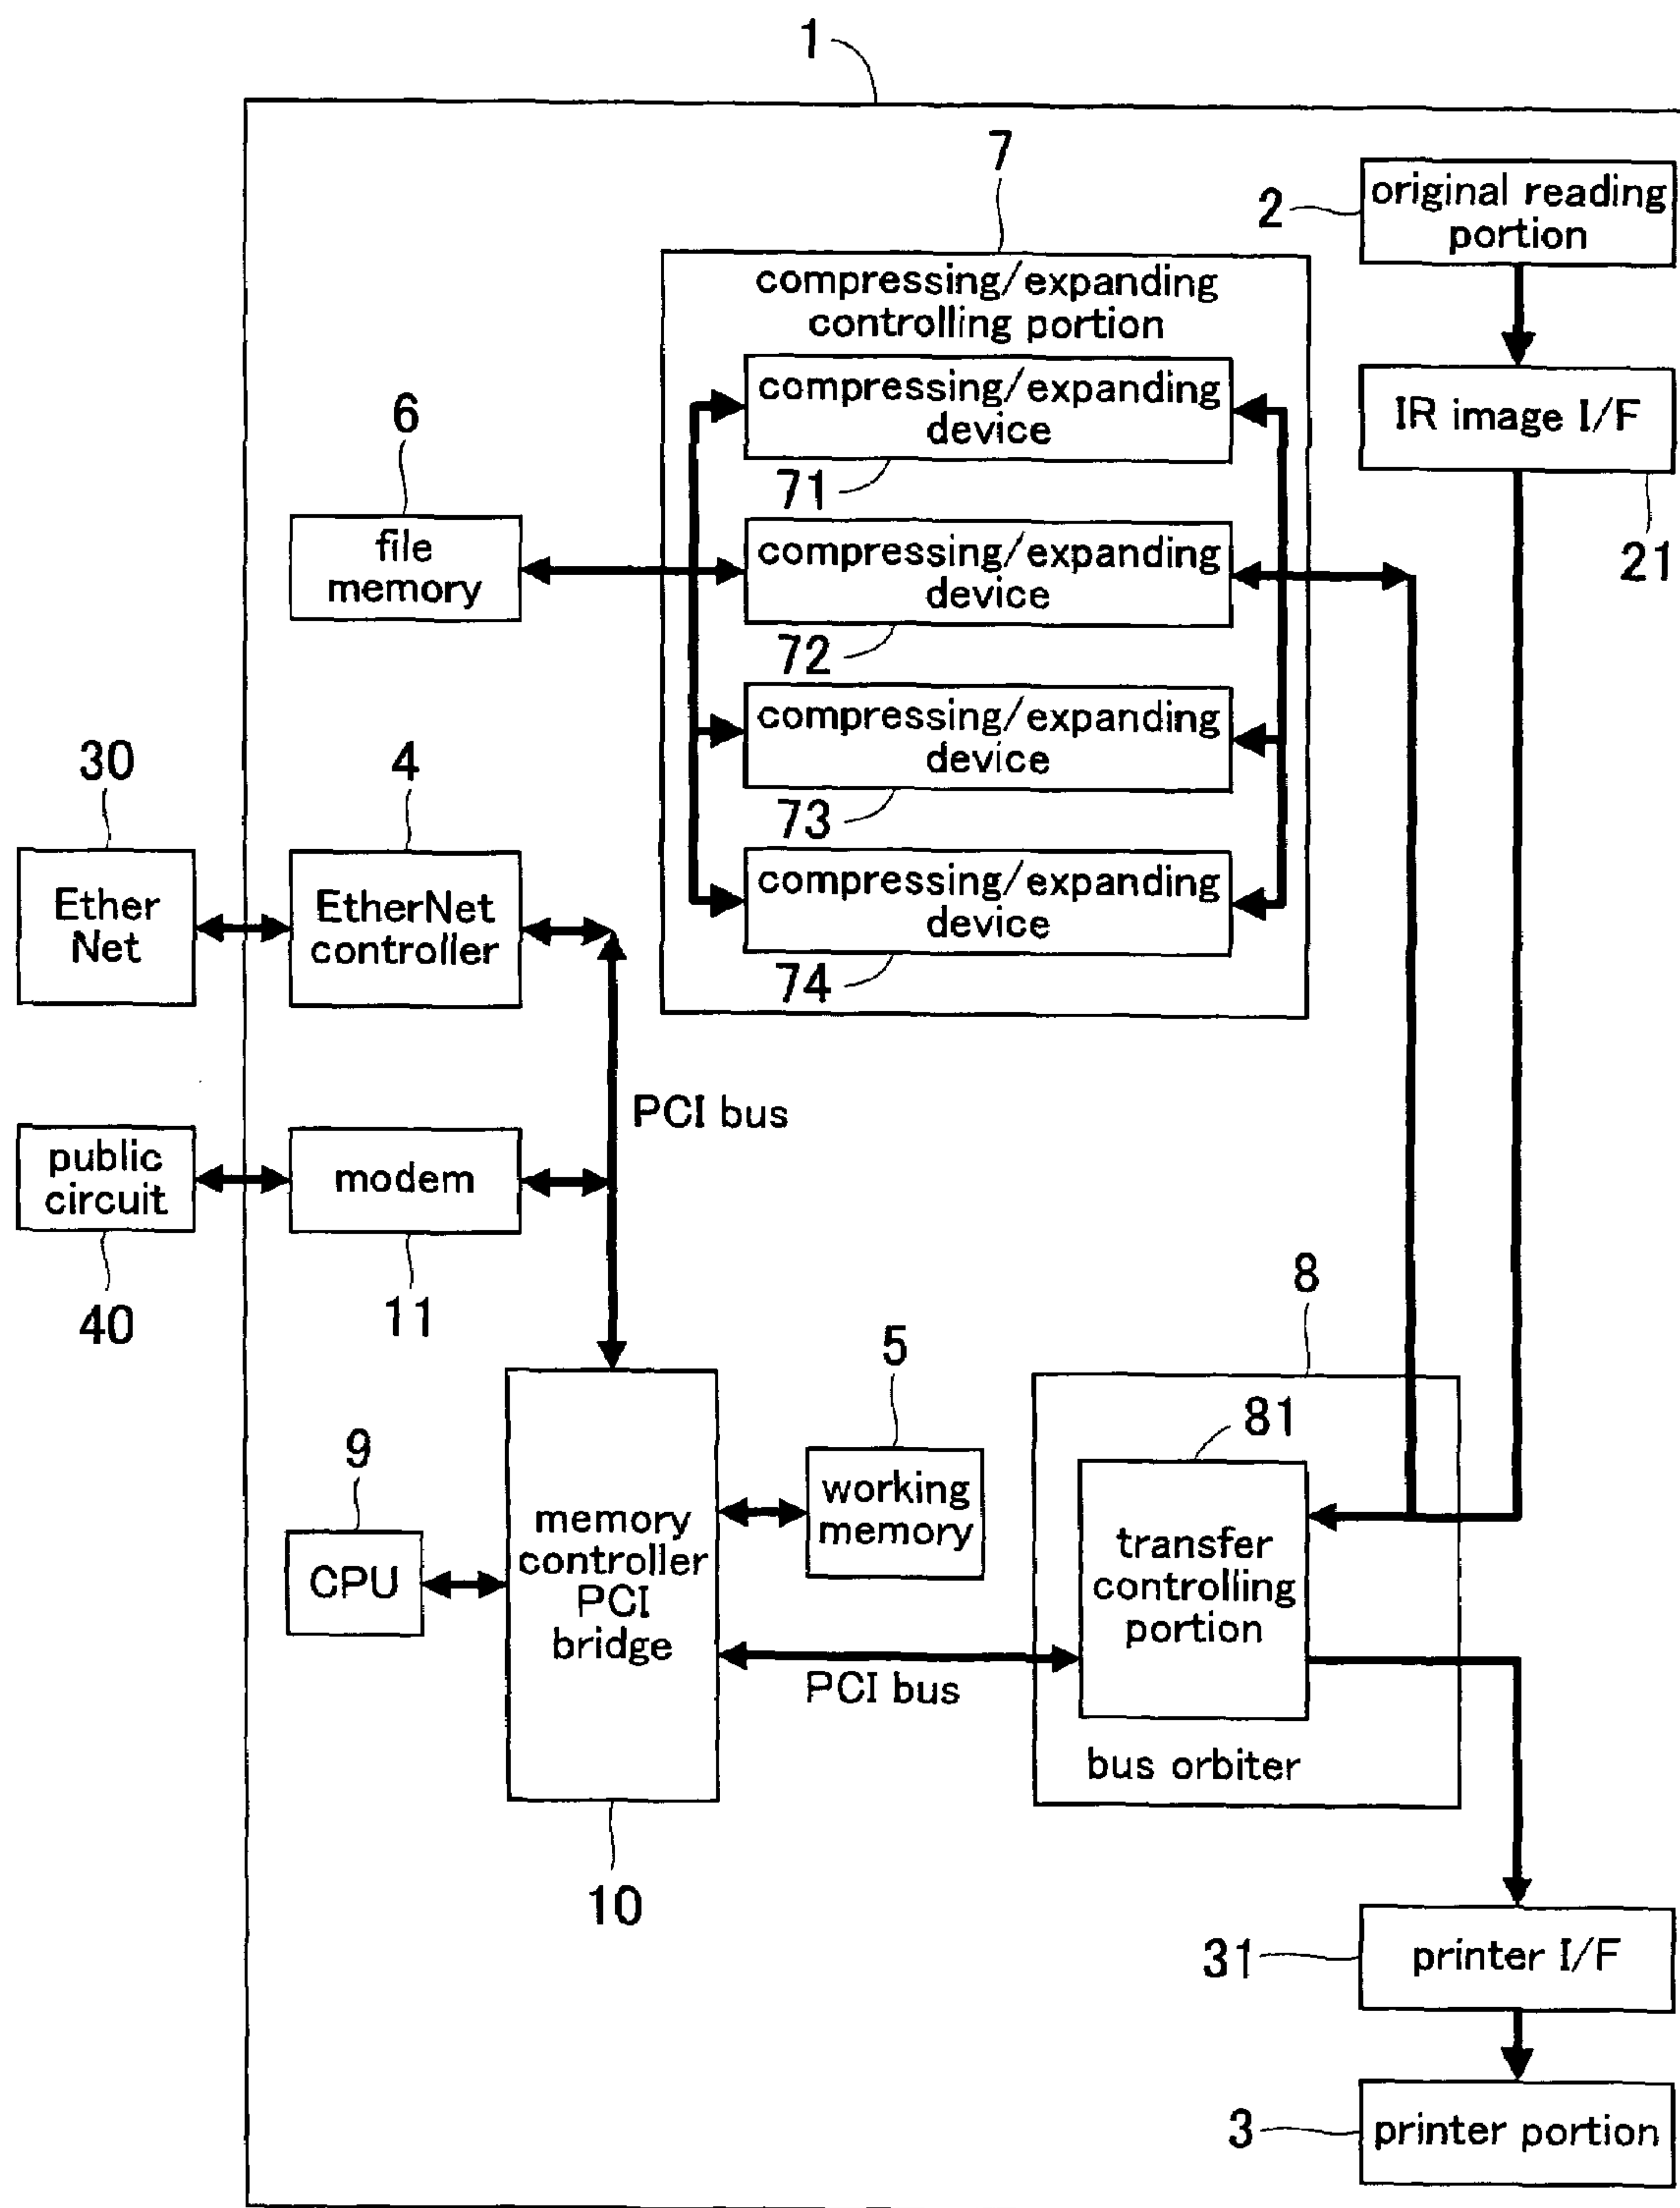 1
7
2
original reading
portion
compressing/expanding
controlling portion
compressing/expanding
device
71
IR image I/F
21
6
file
memory
compressing/expanding
device
72
compressing/expanding
device
73
30
Ether
Net
4
EtherNet
controller
compressing/expanding
device
74
PCI bus
public
circuit
40
modem
11
8
5
working
memory
81
9
CPU
memory
controller
PCI
bridge
10
transfer
controlling
portion
PCI bus
bus orbiter
31
printer I/F
3
printer portion